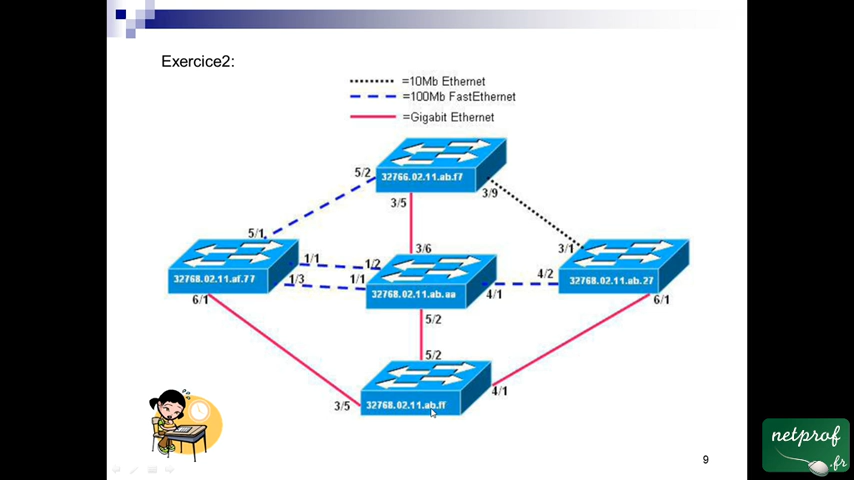 Exercice2:
=10Mb Ethernet
=100Mb FastEthernet
=Gigabit Ethernet
32766.02.11.ab.f7
5/2
3/9
3/5
5/1
3/6
3/1
1/1
1/2
4/2
32768.02.11.af.77
1/3
1/1
32768.02.11.ab.aa
4/1
32768.02.11.ab.27
6/1
6/1
5/2
5/2
32768.02.11.ab.ff
3/5
4/1
9
netprof
.fr